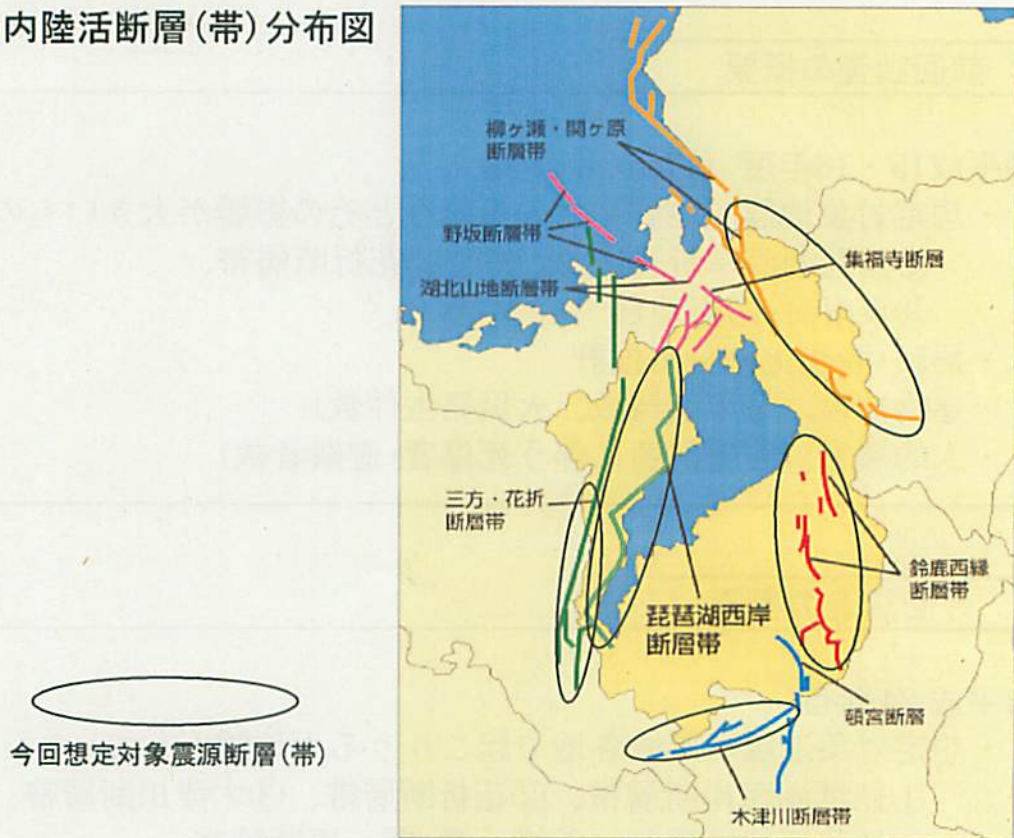 内陸活断層(帯)分布図
柳ヶ瀬・関ヶ原
断層帯
野坂断層帯
集福寺断層
湖北山地断層帯
三方・花折
断層帯
鈴鹿西縁
断層帯
琵琶湖西岸
断層帯
頓宮断層
今回想定対象震源断層(帯)
木津川断層帯